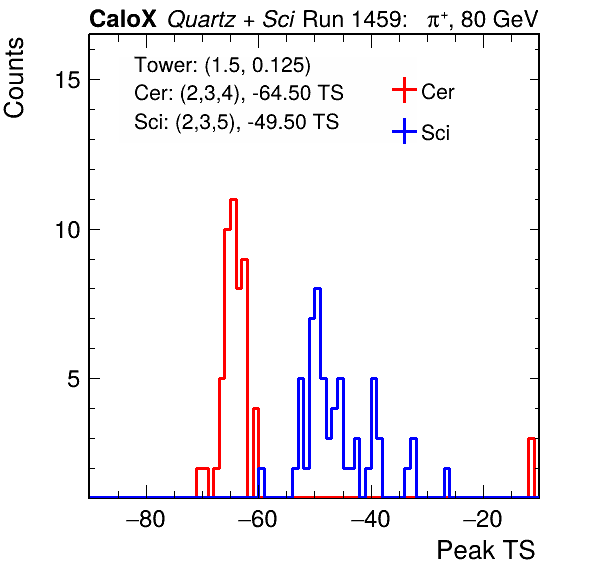 CaloX Quartz + Sci Run 1459: π⁺, 80 GeV
Counts
Tower: (1.5, 0.125)
Cer: (2,3,4), -64.50 TS
Sci: (2,3,5), -49.50 TS
Cer
Sci
15
10
5
−80 −60 −40 −20
Peak TS